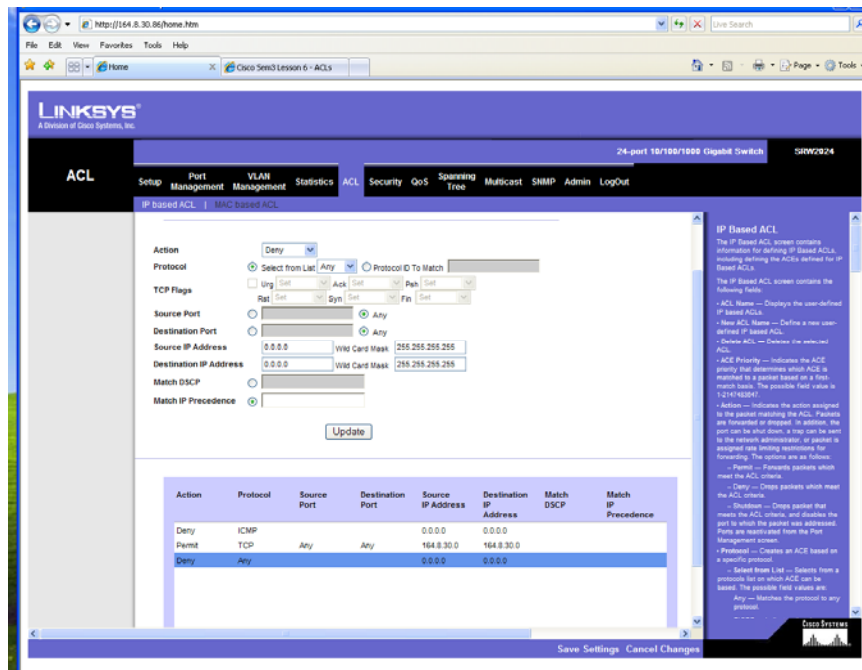 http://164.8.30.86/home.htm
Live Search
File Edit View Favorites Tools Help
Home
Cisco Sem3 Lesson 6 - ACLs
Page
Tools
LINKSYS®
A Division of Cisco Systems, Inc.
24-port 10/100/1000 Gigabit Switch
SRW2024
ACL
Setup
Port Management
VLAN Management
Statistics
ACL
Security
QoS
Spanning Tree
Multicast
SNMP
Admin
LogOut
IP based ACL | MAC based ACL
Action Deny
Protocol Select from List Any Protocol ID To Match
TCP Flags Urg Set Ack Set Psh Set
Rst Set Syn Set Fin Set
Source Port Any
Destination Port Any
Source IP Address 0.0.0.0 Wild Card Mask 255.255.255.255
Destination IP Address 0.0.0.0 Wild Card Mask 255.255.255.255
Match DSCP
Match IP Precedence
Update
Action Protocol Source Port Destination Port Source IP Address Destination IP Address Match DSCP Match IP Precedence
Deny ICMP 0.0.0.0 0.0.0.0
Permit TCP Any Any 164.8.30.0 164.8.30.0
Deny Any 0.0.0.0 0.0.0.0
IP Based ACL
The IP Based ACL screen contains
information for defining IP Based ACLs,
including defining the ACEs defined for IP
Based ACLs.
The IP Based ACL screen contains the
following fields:
• ACL Name — Displays the user-defined
IP based ACLs.
• New ACL Name — Define a new user-
defined IP based ACL.
• Delete ACL — Deletes the selected
ACL.
• ACE Priority — Indicates the ACE
priority that determines which ACE is
matched to a packet based on a first-
match basis. The possible field value is
1-2147483647.
• Action — Indicates the action assigned
to the packet matching the ACL. Packets
are forwarded or dropped. In addition, the
port can be shut down, a trap can be sent
to the network administrator, or packet is
assigned rate limiting restrictions for
forwarding. The options are as follows:
– Permit — Forwards packets which
meet the ACL criteria.
– Deny — Drops packets which meet
the ACL criteria.
– Shutdown — Drops packet that
meets the ACL criteria, and disables the
port to which the packet was addressed.
Ports are reactivated from the Port
Management screen.
• Protocol — Creates an ACE based on
a specific protocol.
– Select from List — Selects from a
protocols list on which ACE can be
based. The possible field values are:
Any — Matches the protocol to any
protocol.
Save Settings Cancel Changes
CISCO SYSTEMS